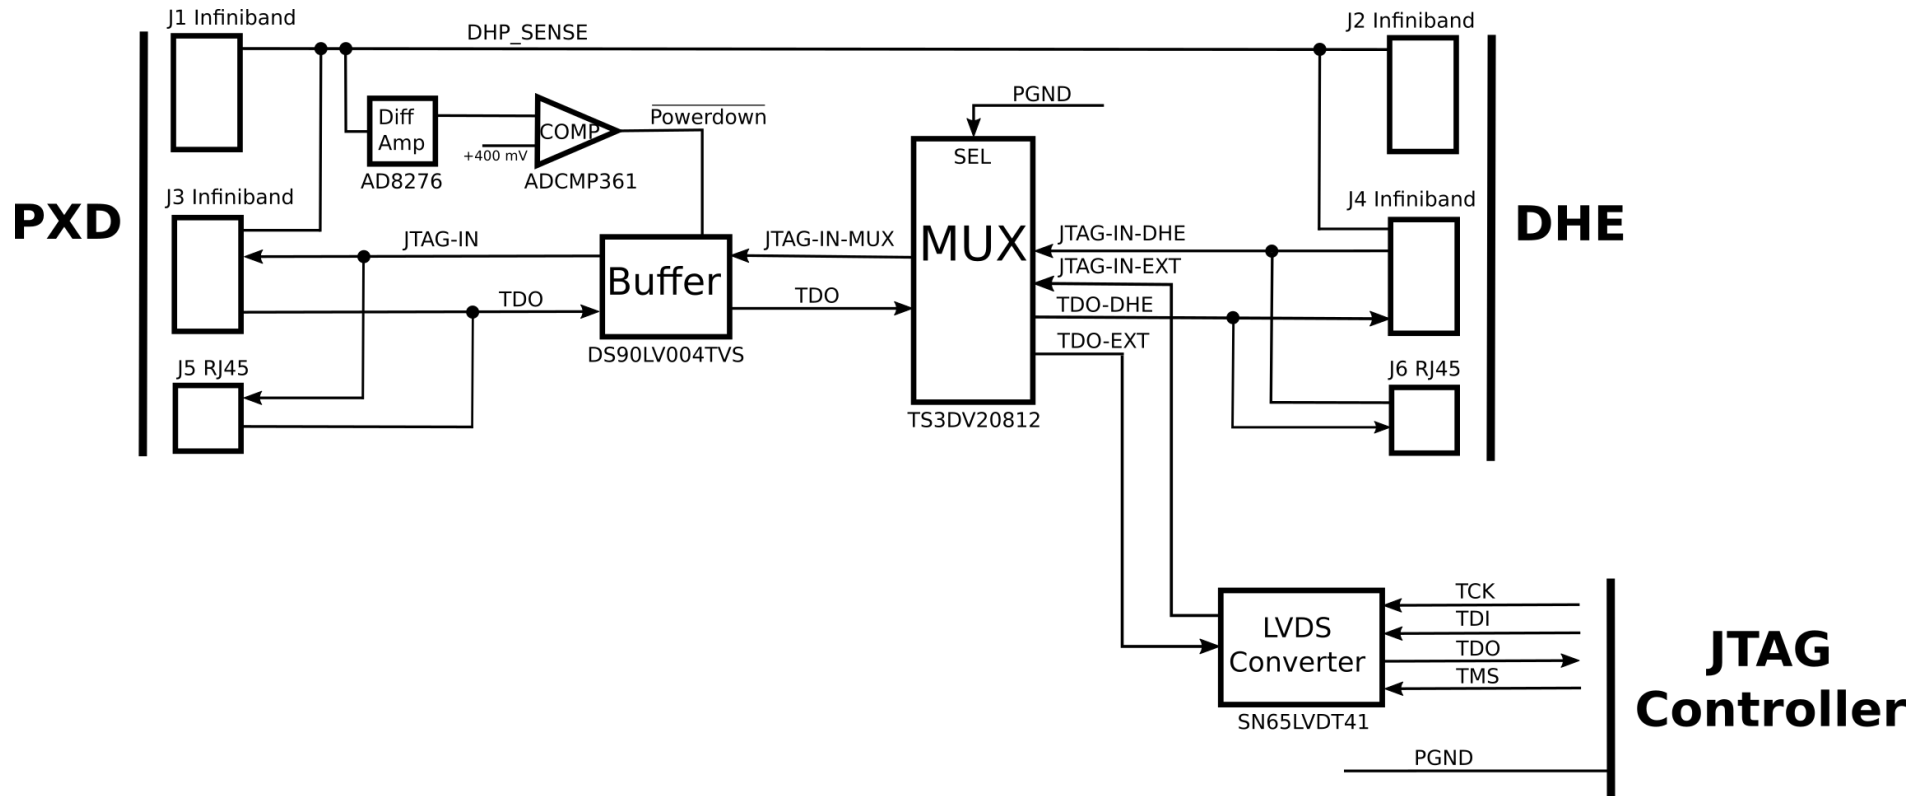 J1 Infiniband
DHP_SENSE
J2 Infiniband
PGND
Diff
Amp
COMP
+400 mV
Powerdown
AD8276
ADCMP361
SEL
J3 Infiniband
J4 Infiniband
PXD
DHE
JTAG-IN
JTAG-IN-MUX
MUX
JTAG-IN-DHE
JTAG-IN-EXT
Buffer
TDO
TDO
TDO-DHE
TDO-EXT
DS90LV004TVS
J5 RJ45
J6 RJ45
TS3DV20812
LVDS
Converter
SN65LVDT41
TCK
TDI
TDO
TMS
JTAG
Controller
PGND